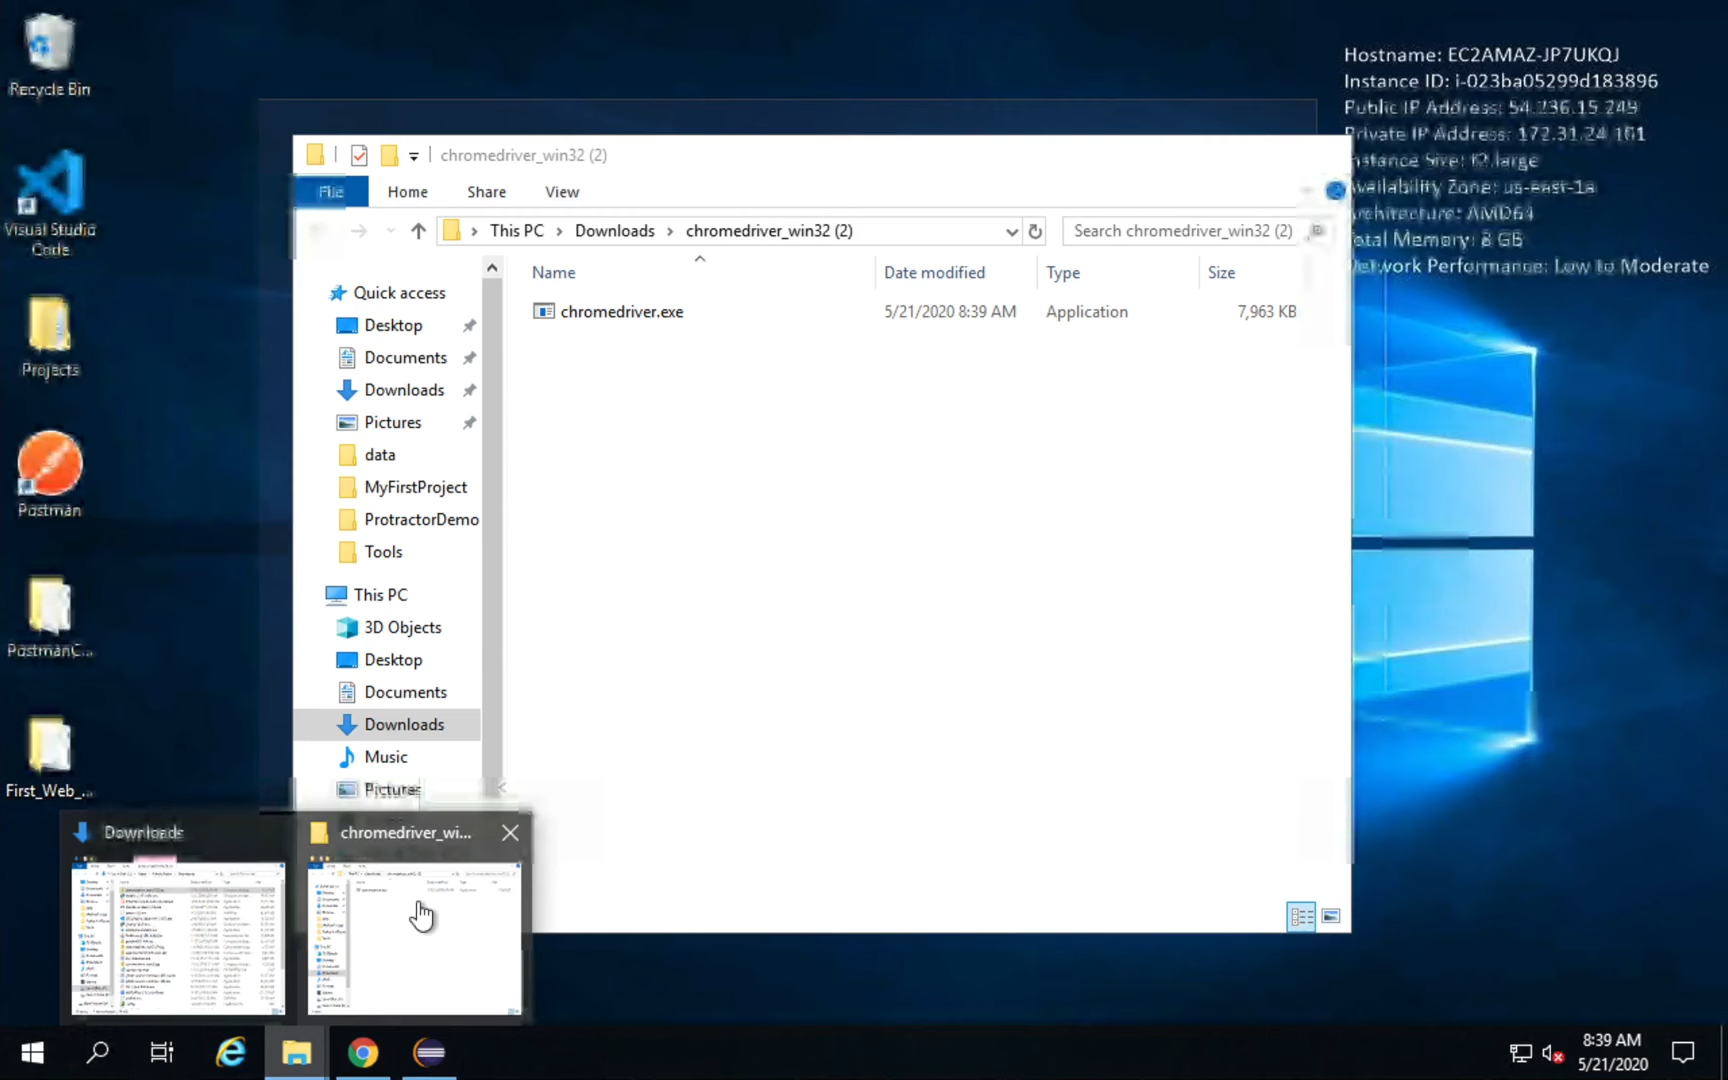 Recycle Bin
Visual Studio
Code
Projects
Postman
PostmanC...
First_Web_...
Hostname: EC2AMAZ-JP7UKQJ
Instance ID: i-023ba05299d183896
Public IP Address: 54.236.15.249
Private IP Address: 172.31.24.161
Instance Size: t2.large
Availability Zone: us-east-1a
Architecture: AMD64
Total Memory: 8 GB
Network Performance: Low to Moderate
chromedriver_win32 (2)
File Home Share View
This PC Downloads chromedriver_win32 (2)
Search chromedriver_win32 (2)
Name Date modified Type Size
chromedriver.exe 5/21/2020 8:39 AM Application 7,963 KB
Quick access
Desktop
Documents
Downloads
Pictures
data
MyFirstProject
ProtractorDemo
Tools
This PC
3D Objects
Desktop
Documents
Downloads
Music
Pictures
Downloads
chromedriver_wi...
8:39 AM
5/21/2020